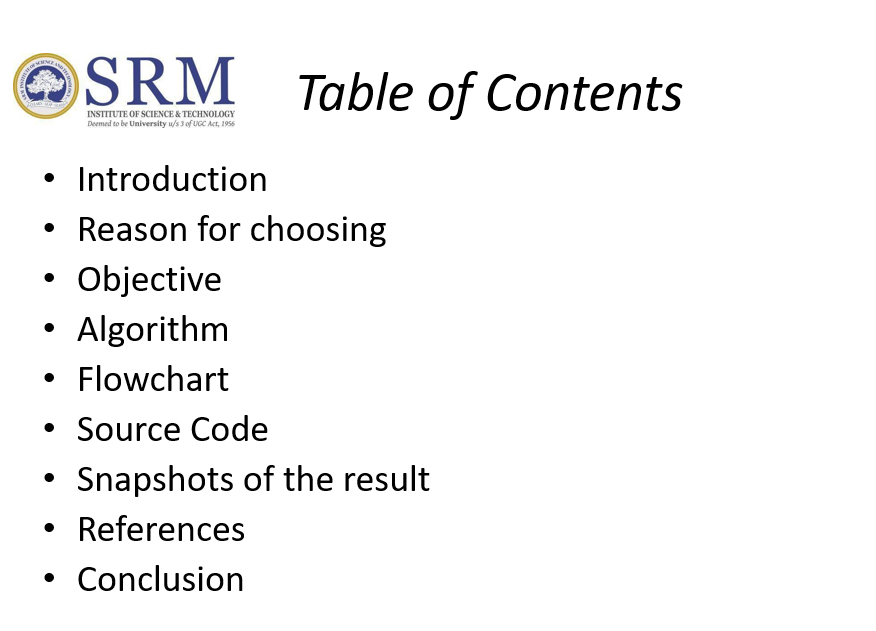 SRM
INSTITUTE OF SCIENCE & TECHNOLOGY
Deemed to be University u/s 3 of UGC Act, 1956
Table of Contents
• Introduction
• Reason for choosing
• Objective
• Algorithm
• Flowchart
• Source Code
• Snapshots of the result
• References
• Conclusion